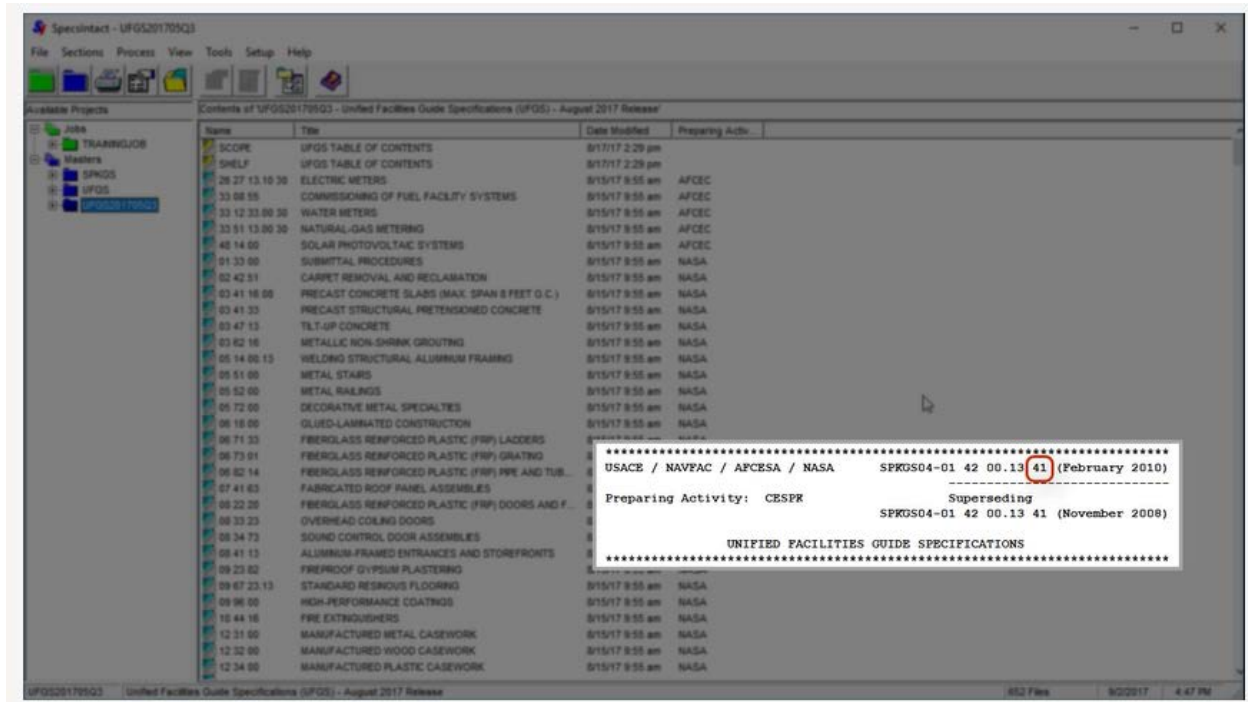 SpecsIntact - UFGS201705Q3
File Sections Process View Tools Setup Help
Available Projects
Contents of 'UFGS201705Q3 - Unified Facilities Guide Specifications (UFGS) - August 2017 Release'
Jobs
TRAININGJOB
Masters
SPKGS
UFGS
UFGS201705Q3
Name Title Date Modified Preparing Activ...
SCOPE UFGS TABLE OF CONTENTS 8/17/17 2:29 pm
SHELF UFGS TABLE OF CONTENTS 8/17/17 2:29 pm
26 27 13.10 30 ELECTRIC METERS 8/15/17 9:55 am AFCEC
33 08 55 COMMISSIONING OF FUEL FACILITY SYSTEMS 8/15/17 9:55 am AFCEC
33 12 33.00 30 WATER METERS 8/15/17 9:55 am AFCEC
33 51 13.00 30 NATURAL-GAS METERING 8/15/17 9:55 am AFCEC
48 14 00 SOLAR PHOTOVOLTAIC SYSTEMS 8/15/17 9:55 am AFCEC
01 33 00 SUBMITTAL PROCEDURES 8/15/17 9:55 am NASA
02 42 51 CARPET REMOVAL AND RECLAMATION 8/15/17 9:55 am NASA
03 41 16.08 PRECAST CONCRETE SLABS (MAX. SPAN 8 FEET O.C.) 8/15/17 9:55 am NASA
03 41 33 PRECAST STRUCTURAL PRETENSIONED CONCRETE 8/15/17 9:55 am NASA
03 47 13 TILT-UP CONCRETE 8/15/17 9:55 am NASA
03 62 16 METALLIC NON-SHRINK GROUTING 8/15/17 9:55 am NASA
05 14 00.13 WELDING STRUCTURAL ALUMINUM FRAMING 8/15/17 9:55 am NASA
05 51 00 METAL STAIRS 8/15/17 9:55 am NASA
05 52 00 METAL RAILINGS 8/15/17 9:55 am NASA
05 72 00 DECORATIVE METAL SPECIALTIES 8/15/17 9:55 am NASA
06 18 00 GLUED-LAMINATED CONSTRUCTION 8/15/17 9:55 am NASA
06 71 33 FIBERGLASS REINFORCED PLASTIC (FRP) LADDERS
06 73 01 FIBERGLASS REINFORCED PLASTIC (FRP) GRATING
06 82 14 FIBERGLASS REINFORCED PLASTIC (FRP) PIPE AND TUB...
07 41 63 FABRICATED ROOF PANEL ASSEMBLIES
08 22 20 FIBERGLASS REINFORCED PLASTIC (FRP) DOORS AND F...
08 33 23 OVERHEAD COILING DOORS
08 34 73 SOUND CONTROL DOOR ASSEMBLIES
08 41 13 ALUMINUM-FRAMED ENTRANCES AND STOREFRONTS
09 23 82 FIREPROOF GYPSUM PLASTERING
09 67 23.13 STANDARD RESINOUS FLOORING 8/15/17 9:55 am NASA
09 96 00 HIGH-PERFORMANCE COATINGS 8/15/17 9:55 am NASA
10 44 16 FIRE EXTINGUISHERS 8/15/17 9:55 am NASA
12 31 00 MANUFACTURED METAL CASEWORK 8/15/17 9:55 am NASA
12 32 00 MANUFACTURED WOOD CASEWORK 8/15/17 9:55 am NASA
12 34 00 MANUFACTURED PLASTIC CASEWORK 8/15/17 9:55 am NASA
USACE / NAVFAC / AFCESA / NASA SPKGS04-01 42 00.13 41 (February 2010)
Preparing Activity: CESPK Superseding
SPKGS04-01 42 00.13 41 (November 2008)
UNIFIED FACILITIES GUIDE SPECIFICATIONS
UFGS201705Q3 Unified Facilities Guide Specifications (UFGS) - August 2017 Release 652 Files 8/2/2017 4:47 PM